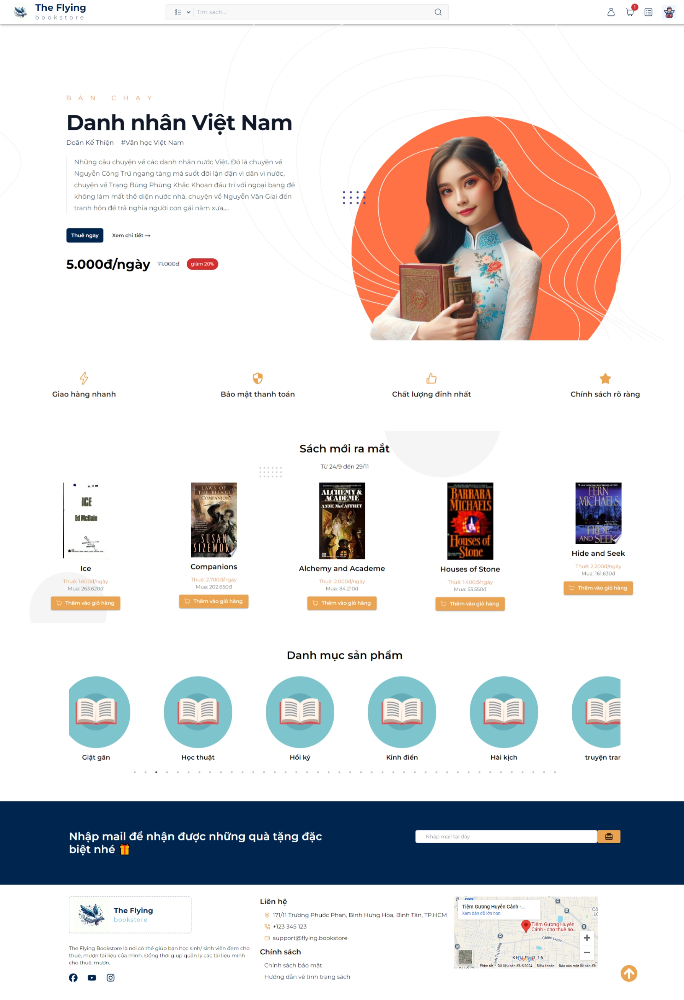 The Flying
bookstore
Tìm sách...
1
BÁN CHẠY
Danh nhân Việt Nam
Doãn Kế Thiện #Văn học Việt Nam
Những câu chuyện về các danh nhân nước Việt. Đó là chuyện về
Nguyễn Công Trứ ngang tàng mà suốt đời lận đận vì dân vì nước,
chuyện về Trạng Bùng Phùng Khắc Khoan đấu trí với ngoại bang để
không làm mất thể diện nước nhà, chuyện về Nguyễn Văn Giai đến
tranh hôn để trả nghĩa người con gái năm xưa,...
Thuê ngay Xem chi tiết →
5.000đ/ngày 71.000đ giảm 20%
Giao hàng nhanh Bảo mật thanh toán Chất lượng đỉnh nhất Chính sách rõ ràng
Sách mới ra mắt
Từ 24/9 đến 29/11
ICE
Ed McBain
LAWS OF
THE BLOOD
COMPANIONS
SUSAN
SIZEMORE
ALCHEMY &
ACADEME
ANNE McCAFFREY
BARBARA
MICHAELS
Houses of
Stone
#1 NEW YORK TIMES BESTSELLING AUTHOR
FERN
MICHAELS
HIDE
AND SEEK
Ice
Thuê: 1.600đ/ngày
Mua: 263.620đ
Thêm vào giỏ hàng
Companions
Thuê: 2.700đ/ngày
Mua: 202.650đ
Thêm vào giỏ hàng
Alchemy and Academe
Thuê: 2.000đ/ngày
Mua: 84.210đ
Thêm vào giỏ hàng
Houses of Stone
Thuê: 1.400đ/ngày
Mua: 53.550đ
Thêm vào giỏ hàng
Hide and Seek
Thuê: 2.200đ/ngày
Mua: 161.630đ
Thêm vào giỏ hàng
Danh mục sản phẩm
Giật gân Học thuật Hồi ký Kinh điển Hài kịch truyện tran
Nhập mail để nhận được những quà tặng đặc
biệt nhé 🎁
Nhập mail tại đây
The Flying
bookstore
The Flying Bookstore là nơi có thể giúp bạn học sinh/ sinh viên đem cho
thuê, mượn tài liệu của mình. Đồng thời giúp quản lý các tài liệu mình
cho thuê, mượn.
Liên hệ
171/11 Trương Phước Phan, Bình Hưng Hòa, Bình Tân, TP.HCM
+123 345 123
support@flying.bookstore
Chính sách
Chính sách bảo mật
Hướng dẫn về tình trạng sách
Tiệm Gương Huyền Cảnh -...
Xem bản đồ lớn hơn
Tiệm Gương Huyền
Cảnh - cho thuê áo...
Chiến Lược
KHU PHỐ 16
Google
Phím tắt Dữ liệu bản đồ ©2024 Điều khoản Báo cáo một lỗi bản đồ